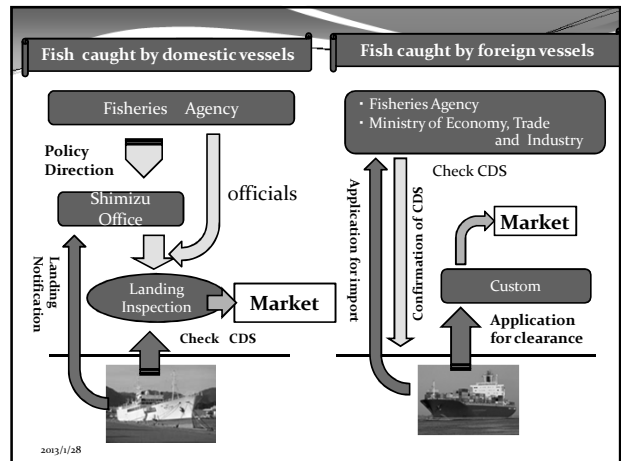 Fish caught by domestic vessels
Fisheries Agency
Policy
Direction
officials
Shimizu
Office
Landing
Notification
Landing
Inspection
Market
Check CDS
2013/1/28
Fish caught by foreign vessels
・Fisheries Agency
・Ministry of Economy, Trade
and Industry
Check CDS
Application for import
Confirmation of CDS
Market
Custom
Application
for clearance